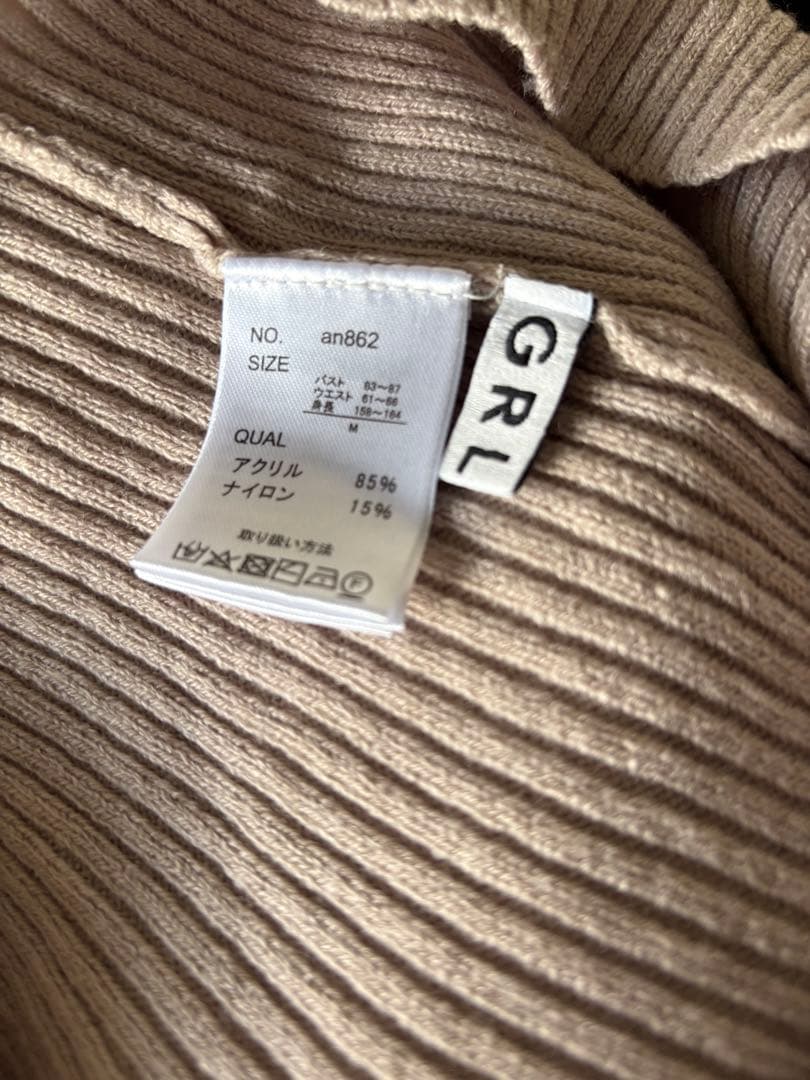 NO. an862
SIZE
バスト 83~87
ウエスト 61~66
身長 158~164
M
QUAL
アクリル 85%
ナイロン 15%
取り扱い方法
F
GRL